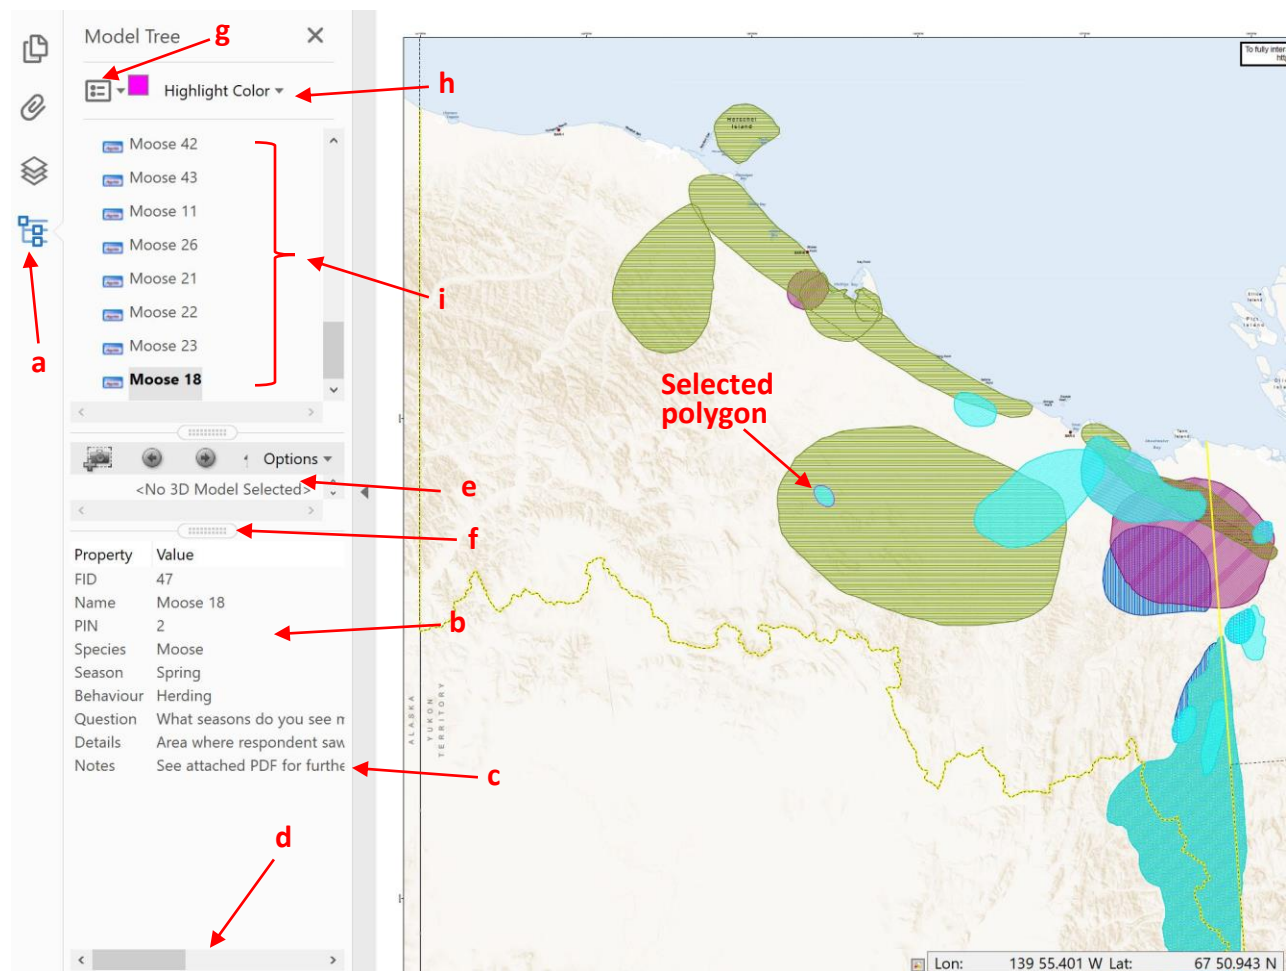 Model Tree
g
Highlight Color
h
Moose 42
Moose 43
Moose 11
Moose 26
Moose 21
Moose 22
Moose 23
Moose 18
i
a
Options
<No 3D Model Selected>
e
f
Property Value
FID 47
Name Moose 18
PIN 2
Species Moose
Season Spring
Behaviour Herding
Question What seasons do you see m
Details Area where respondent saw
Notes See attached PDF for furthe
b
c
d
To fully inter
Herschel
Island
Selected
polygon
ALASKA
YUKON
TERRITORY
Lon: 139 55.401 W Lat: 67 50.943 N